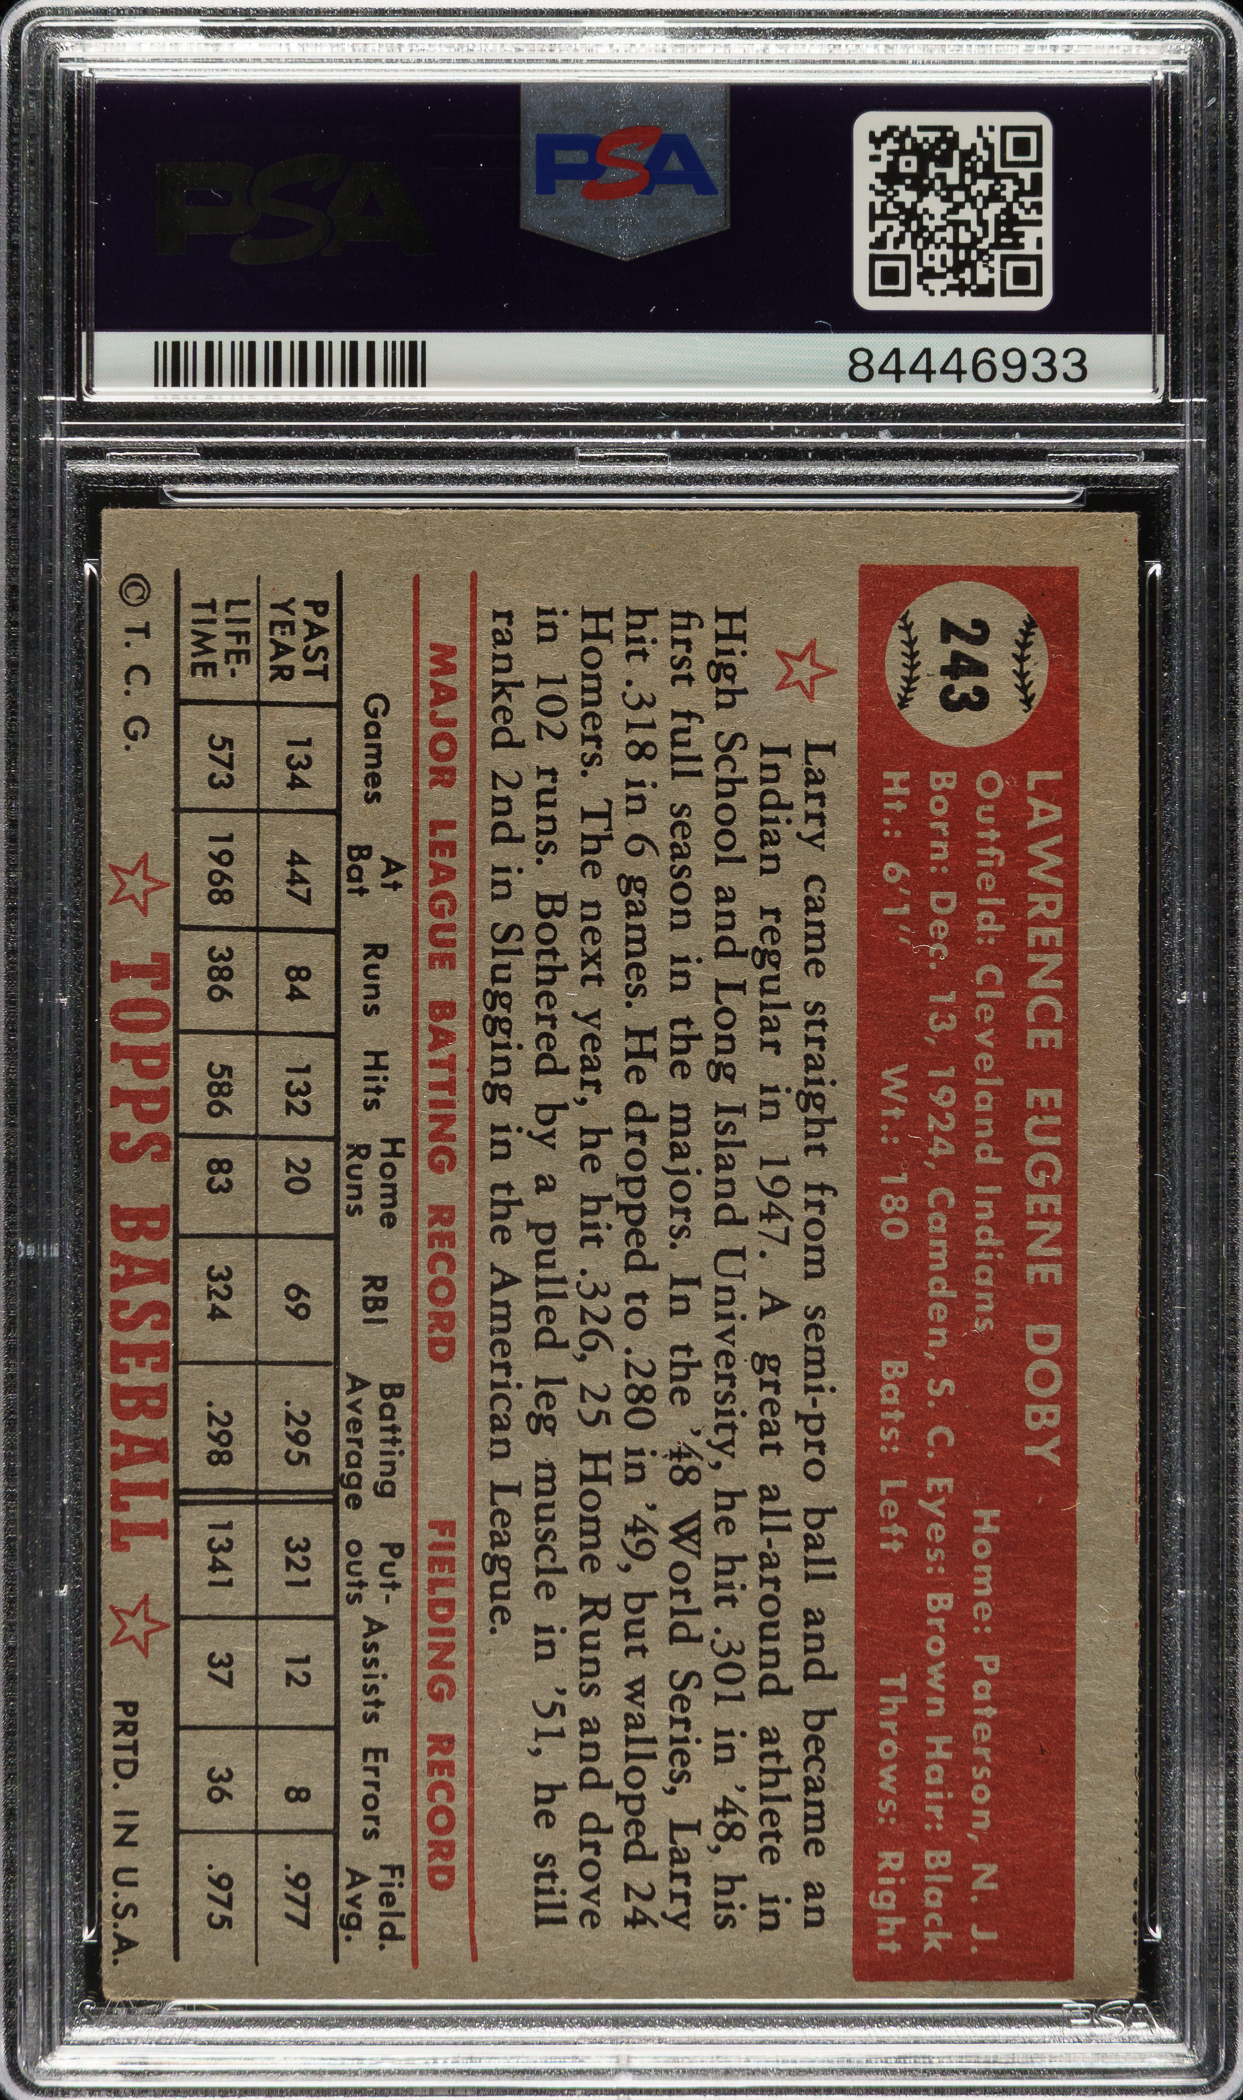 PSA
PSA
84446933
243
LAWRENCE EUGENE DOBY
Outfield: Cleveland Indians Home: Paterson, N. J.
Born: Dec. 13, 1924, Camden, S. C. Eyes: Brown Hair: Black
Ht.: 6'1" Wt.: 180 Bats: Left Throws: Right
Larry came straight from semi-pro ball and became an
Indian regular in 1947. A great all-around athlete in
High School and Long Island University, he hit .301 in '48, his
first full season in the majors. In the '48 World Series, Larry
hit .318 in 6 games. He dropped to .280 in '49, but walloped 24
Homers. The next year, he hit .326, 25 Home Runs and drove
in 102 runs. Bothered by a pulled leg muscle in '51, he still
ranked 2nd in Slugging in the American League.
MAJOR LEAGUE BATTING RECORD FIELDING RECORD
Games At Bat Runs Hits Home Runs RBI Batting Average Put-outs Assists Errors Field. Avg.
PAST YEAR 134 447 84 132 20 69 .295 321 12 8 .977
LIFE-TIME 573 1968 386 586 83 324 .298 1341 37 36 .975
© T. C. G. TOPPS BASEBALL PRTD. IN U.S.A.
PSA